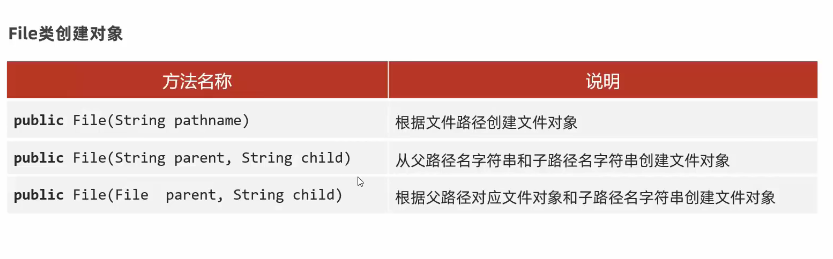 File类创建对象
方法名称 说明
public File(String pathname) 根据文件路径创建文件对象
public File(String parent, String child) 从父路径名字符串和子路径名字符串创建文件对象
public File(File  parent, String child) 根据父路径对应文件对象和子路径名字符串创建文件对象